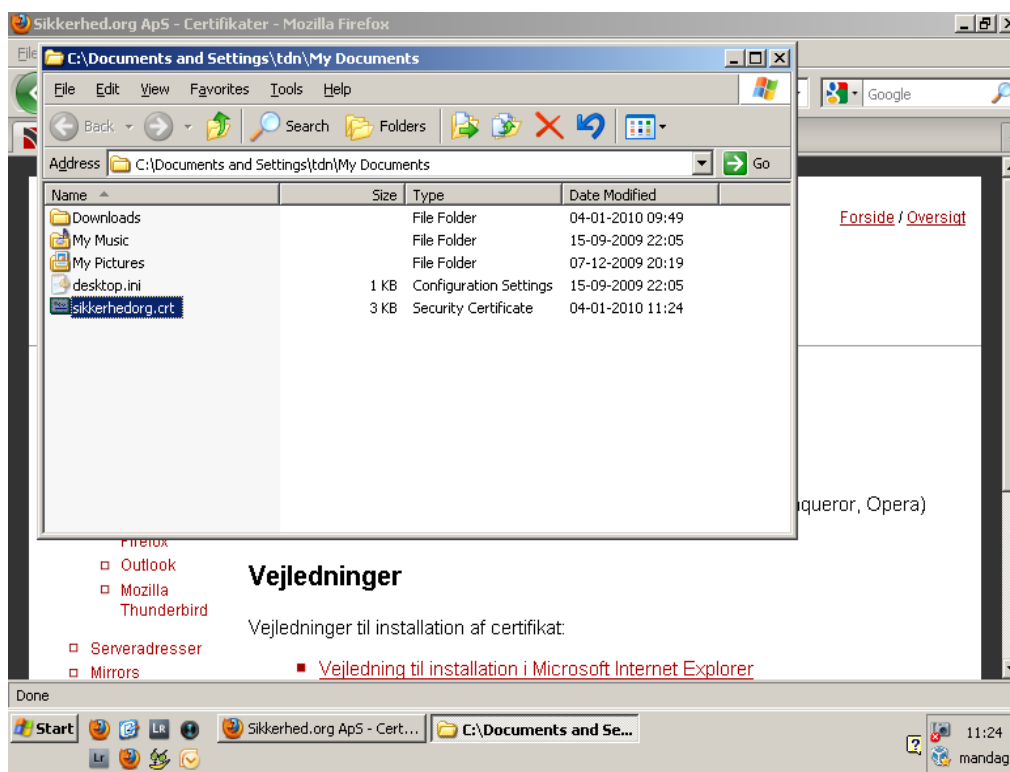 Sikkerhed.org ApS - Certifikater - Mozilla Firefox
File
C:\Documents and Settings\tdn\My Documents
File Edit View Favorites Tools Help
Google
Back Search Folders
Address C:\Documents and Settings\tdn\My Documents Go
Name Size Type Date Modified
Downloads File Folder 04-01-2010 09:49
My Music File Folder 15-09-2009 22:05
My Pictures File Folder 07-12-2009 20:19
desktop.ini 1 KB Configuration Settings 15-09-2009 22:05
sikkerhedorg.crt 3 KB Security Certificate 04-01-2010 11:24
Forside / Oversigt
nqueror, Opera)
Firefox
Outlook
Mozilla
Thunderbird
Serveradresser
Mirrors
Vejledninger
Vejledninger til installation af certifikat:
Vejledning til installation i Microsoft Internet Explorer
Done
Start LR Sikkerhed.org ApS - Cert... C:\Documents and Se... 11:24
Lr mandag